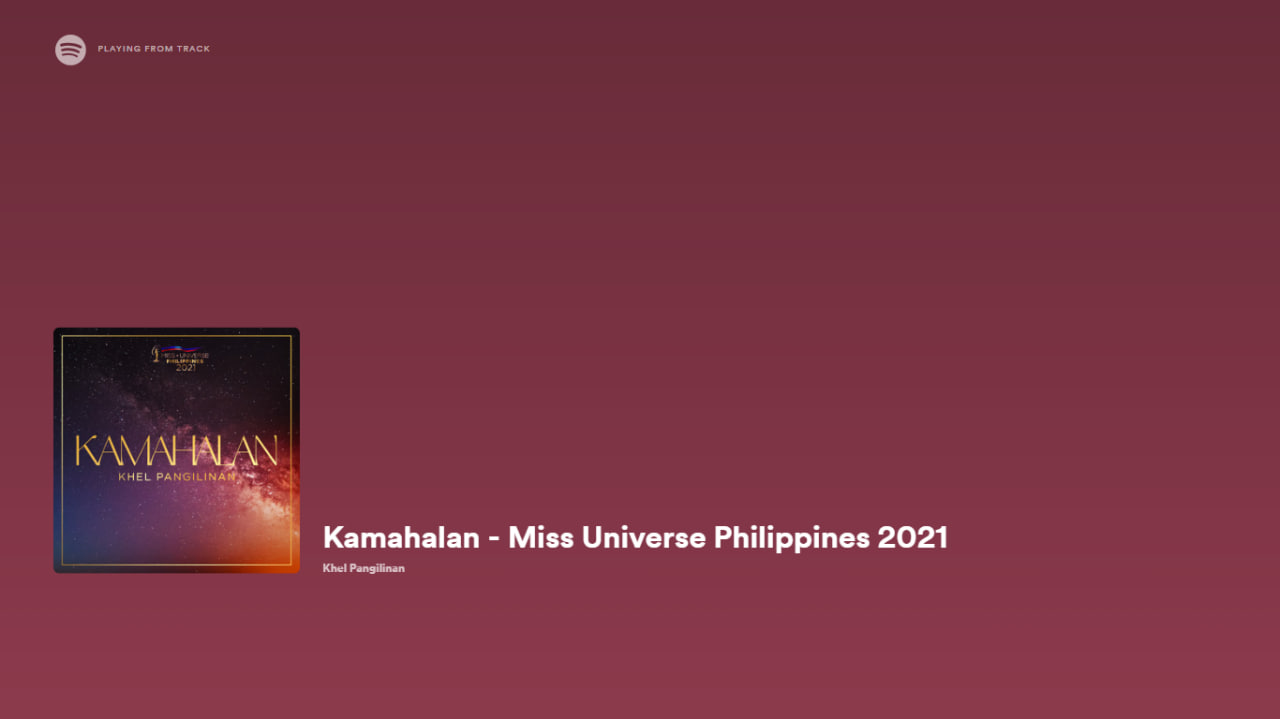 PLAYING FROM TRACK
MISS UNIVERSE
PHILIPPINES
2021
KAMAHALAN
KHEL PANGILINAN
Kamahalan - Miss Universe Philippines 2021
Khel Pangilinan